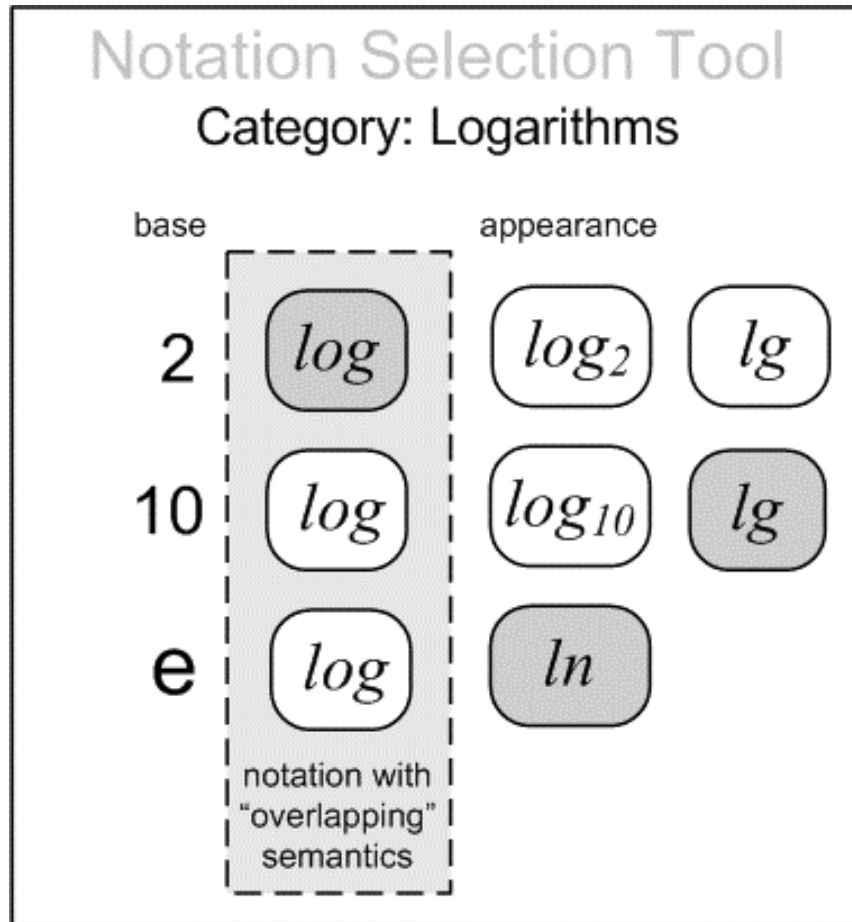 Notation Selection Tool
Category: Logarithms
base appearance
2 log log₂ lg
10 log log₁₀ lg
e log ln
notation with
“overlapping”
semantics